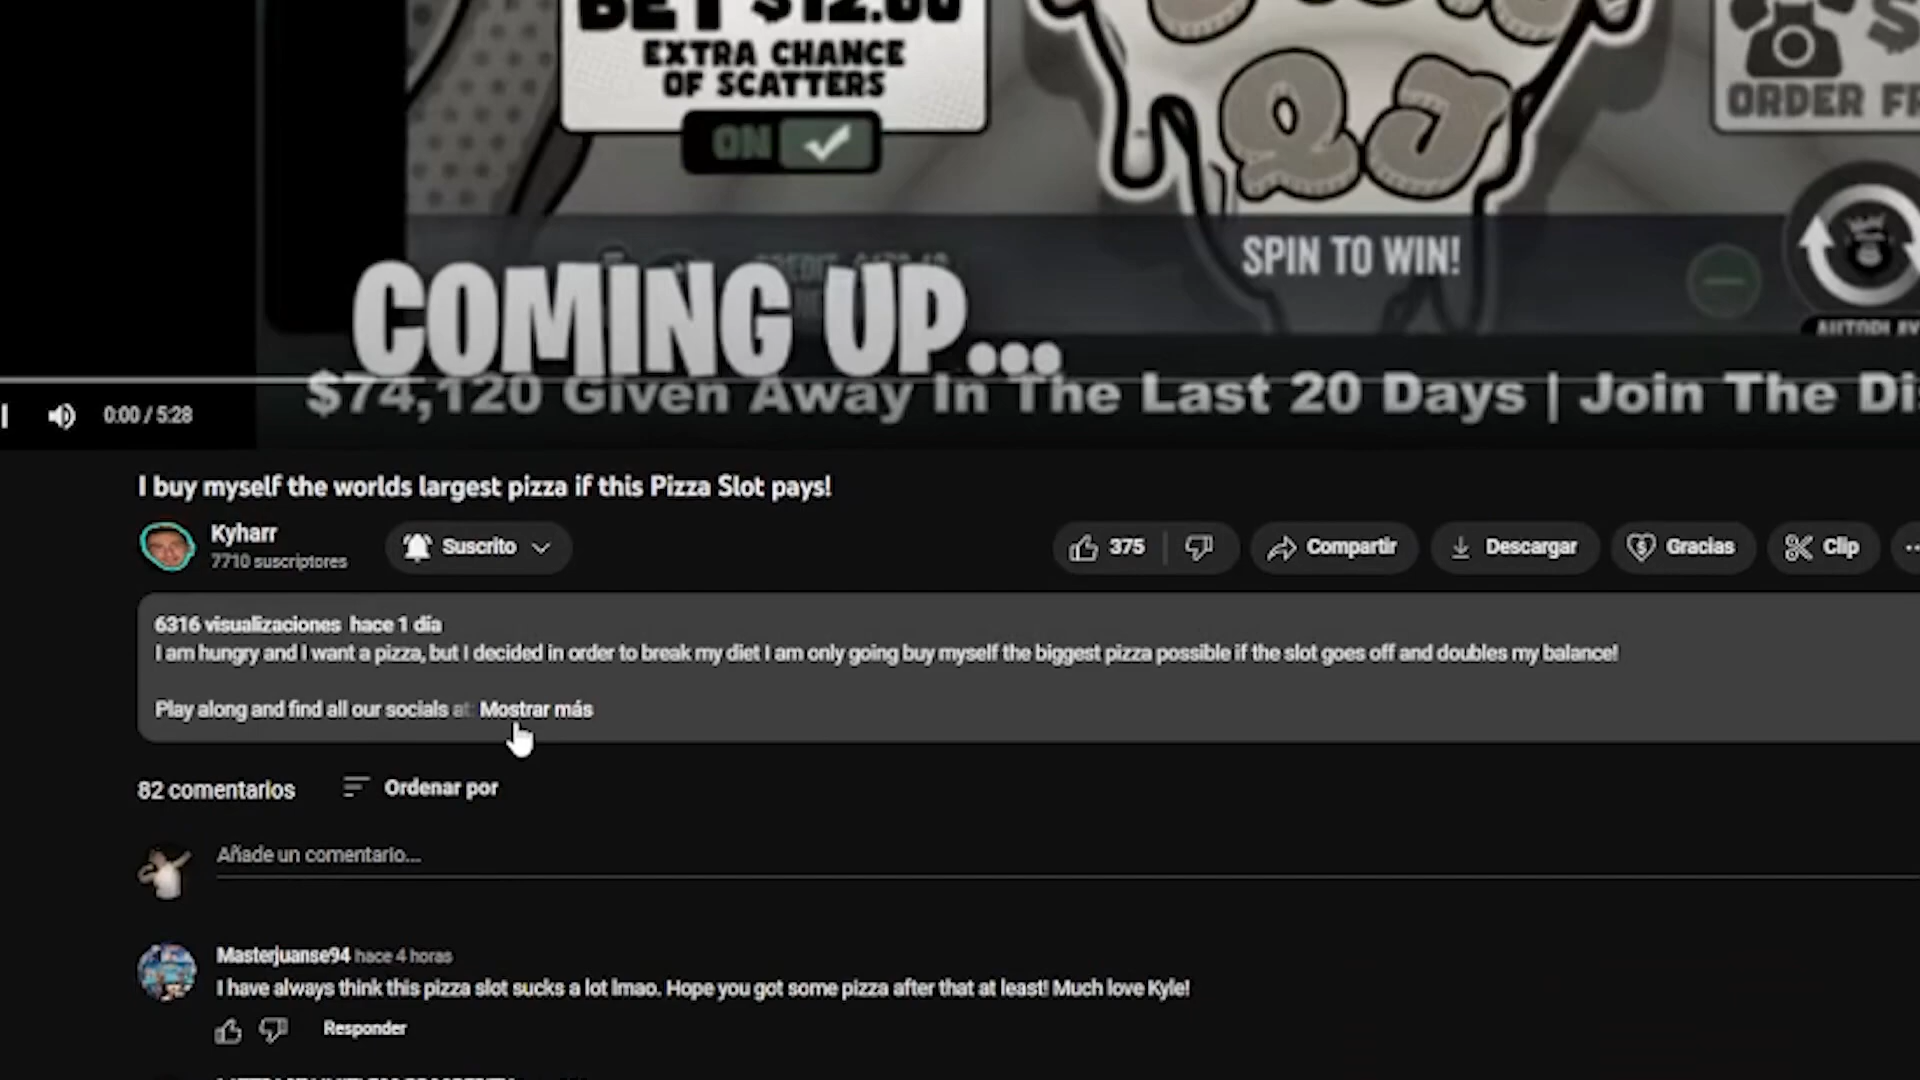 BET $12.00
EXTRA CHANCE
OF SCATTERS
ON
Q J
ORDER
SPIN TO WIN!
COMING UP...
$74,120 Given Away In The Last 20 Days | Join The
0:00 / 5:28
I buy myself the worlds largest pizza if this Pizza Slot pays!
Kyharr
7710 suscriptores
Suscrito
375
Compartir
Descargar
Gracias
Clip
6316 visualizaciones hace 1 día
I am hungry and I want a pizza, but I decided in order to break my diet I am only going buy myself the biggest pizza possible if the slot goes off and doubles my balance!
Play along and find all our socials at: Mostrar más
82 comentarios
Ordenar por
Añade un comentario...
Masterjuanse94 hace 4 horas
I have always think this pizza slot sucks a lot lmao. Hope you got some pizza after that at least! Much love Kyle!
Responder